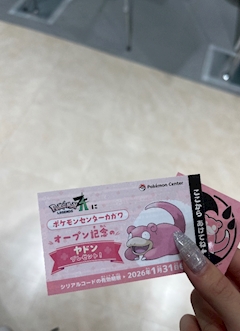 Pokémon Center
Pokémon LEGENDS Z-A に
ポケモンセンターカガワ
オープン記念の
ヤドン
プレゼント!
シリアルコードの有効期限・2026年1月31日